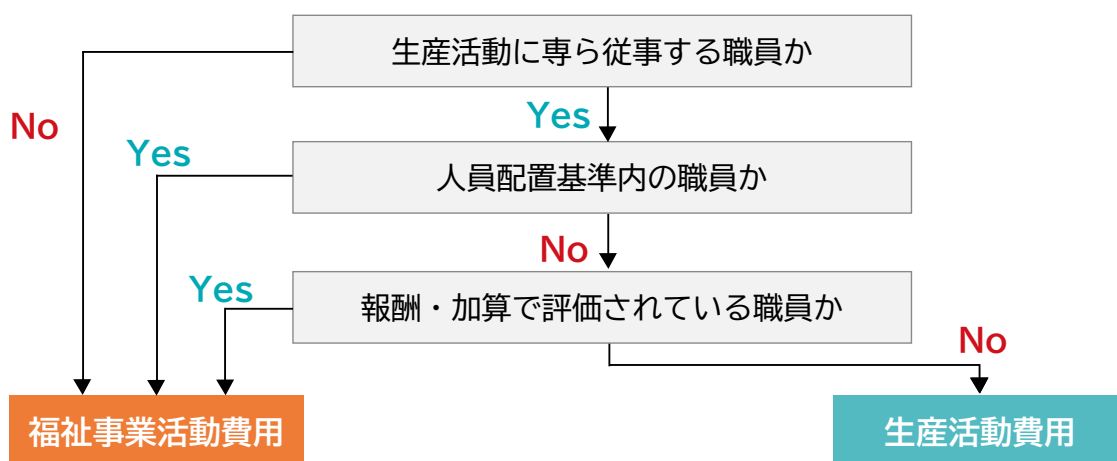 生産活動に専ら従事する職員か
No
Yes
Yes
人員配置基準内の職員か
No
Yes
報酬・加算で評価されている職員か
No
福祉事業活動費用
生産活動費用